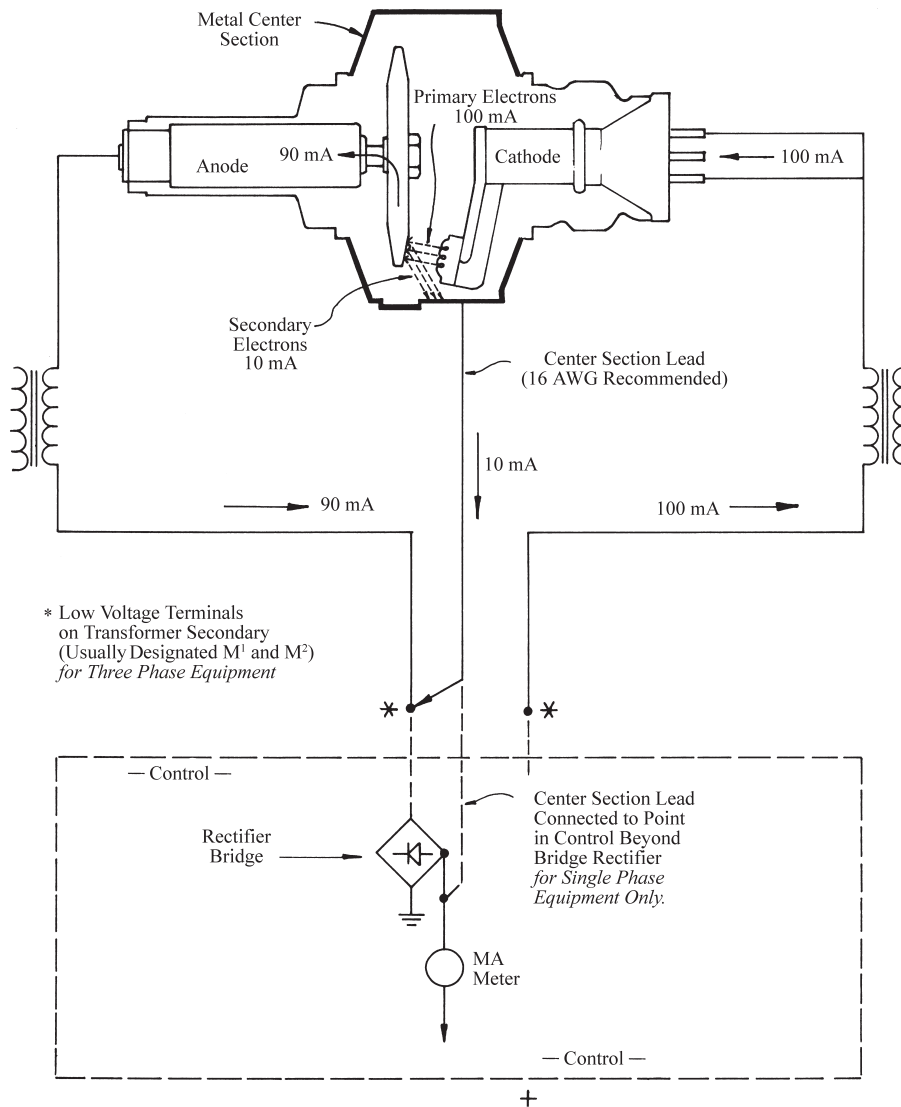 Metal Center
Section
Primary Electrons
100 mA
Anode
90 mA
Cathode
100 mA
Secondary
Electrons
10 mA
Center Section Lead
(16 AWG Recommended)
10 mA
90 mA
100 mA
* Low Voltage Terminals
on Transformer Secondary
(Usually Designated M¹ and M²)
for Three Phase Equipment
*
*
— Control —
Rectifier
Bridge
Center Section Lead
Connected to Point
in Control Beyond
Bridge Rectifier
for Single Phase
Equipment Only.
MA
Meter
— Control —
+